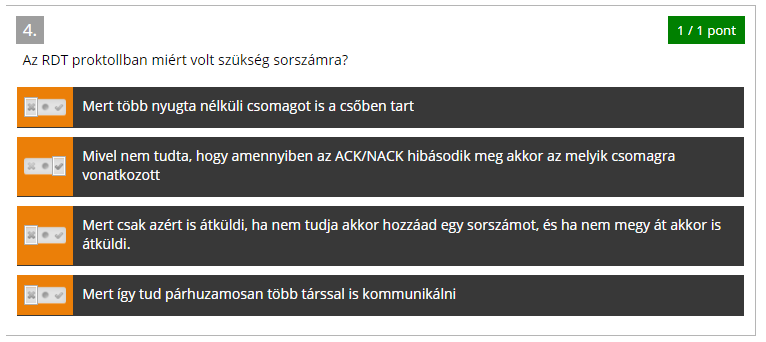 4.
1 / 1 pont
Az RDT proktollban miért volt szükség sorszámra?
Mert több nyugta nélküli csomagot is a csőben tart
Mivel nem tudta, hogy amennyiben az ACK/NACK hibásodik meg akkor az melyik csomagra
vonatkozott
Mert csak azért is átküldi, ha nem tudja akkor hozzáad egy sorszámot, és ha nem megy át akkor is
átküldi.
Mert így tud párhuzamosan több társsal is kommunikálni